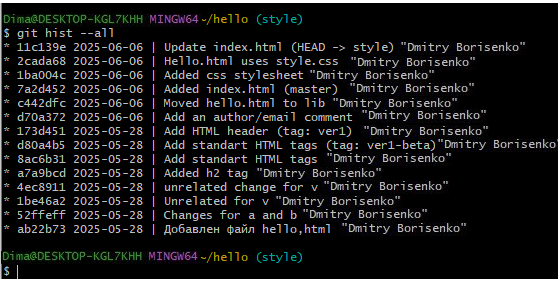 Dima@DESKTOP-KGL7KHH MINGW64 ~/hello (style)
$ git hist --all
* 11c139e 2025-06-06 | Update index.html (HEAD -> style) "Dmitry Borisenko"
* 2cada68 2025-06-06 | Hello.html uses style.css "Dmitry Borisenko"
* 1ba004c 2025-06-06 | Added css stylesheet "Dmitry Borisenko"
* 7a2d452 2025-06-06 | Added index.html (master) "Dmitry Borisenko"
* c442dfc 2025-06-06 | Moved hello.html to lib "Dmitry Borisenko"
* d70a372 2025-06-06 | Add an author/email comment "Dmitry Borisenko"
* 173d451 2025-05-28 | Add HTML header (tag: ver1) "Dmitry Borisenko"
* d80a4b5 2025-05-28 | Add standart HTML tags (tag: ver1-beta) "Dmitry Borisenko"
* 8ac6b31 2025-05-28 | Add standart HTML tags "Dmitry Borisenko"
* a7a9bcd 2025-05-28 | Added h2 tag "Dmitry Borisenko"
* 4ec8911 2025-05-28 | unrelated change for v "Dmitry Borisenko"
* 1be46a2 2025-05-28 | Unrelated for v "Dmitry Borisenko"
* 52ffeff 2025-05-28 | Changes for a and b "Dmitry Borisenko"
* ab22b73 2025-05-28 | Добавлен файл hello,html "Dmitry Borisenko"
Dima@DESKTOP-KGL7KHH MINGW64 ~/hello (style)
$